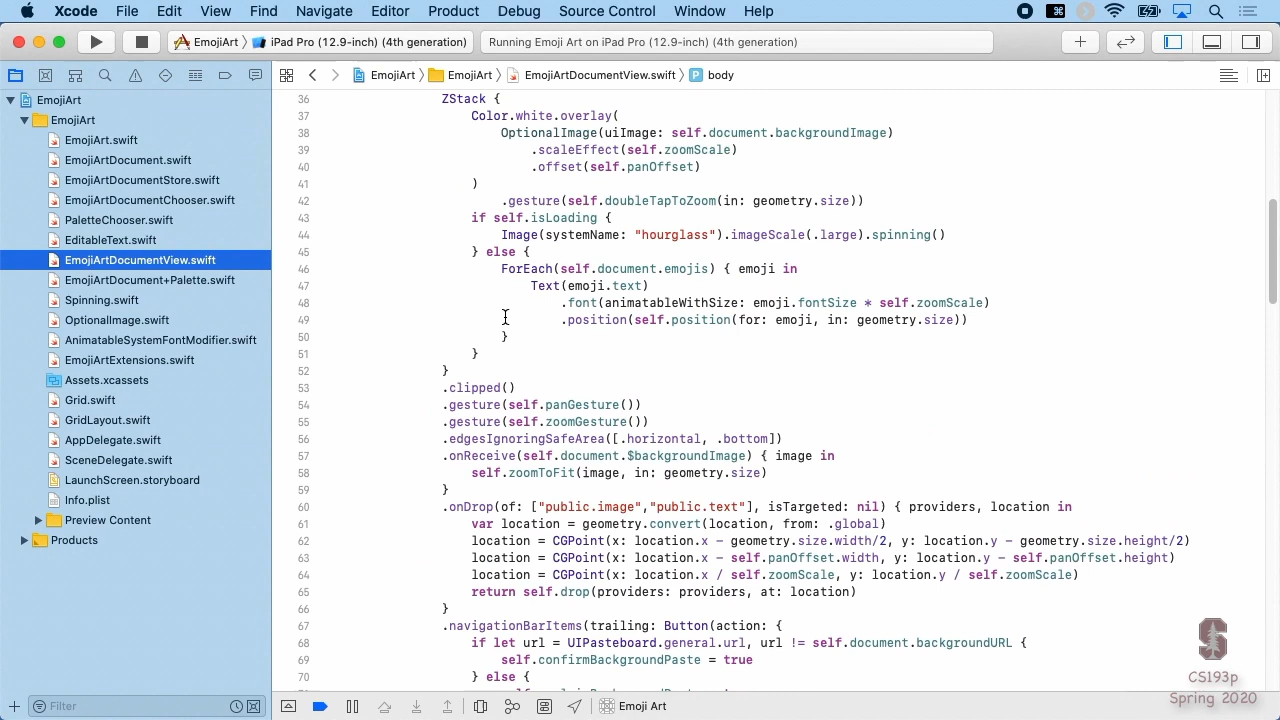 Xcode File Edit View Find Navigate Editor Product Debug Source Control Window Help
EmojiArt iPad Pro (12.9-inch) (4th generation) Running Emoji Art on iPad Pro (12.9-inch) (4th generation)
EmojiArt EmojiArt EmojiArtDocumentView.swift P body
EmojiArt
EmojiArt
EmojiArt.swift
EmojiArtDocument.swift
EmojiArtDocumentStore.swift
EmojiArtDocumentChooser.swift
PaletteChooser.swift
EditableText.swift
EmojiArtDocumentView.swift
EmojiArtDocument+Palette.swift
Spinning.swift
OptionalImage.swift
AnimatableSystemFontModifier.swift
EmojiArtExtensions.swift
Assets.xcassets
Grid.swift
GridLayout.swift
AppDelegate.swift
SceneDelegate.swift
LaunchScreen.storyboard
Info.plist
Preview Content
Products
Filter
36 ZStack {
37 Color.white.overlay(
38 OptionalImage(uiImage: self.document.backgroundImage)
39 .scaleEffect(self.zoomScale)
40 .offset(self.panOffset)
41 )
42 .gesture(self.doubleTapToZoom(in: geometry.size))
43 if self.isLoading {
44 Image(systemName: "hourglass").imageScale(.large).spinning()
45 } else {
46 ForEach(self.document.emojis) { emoji in
47 Text(emoji.text)
48 .font(animatableWithSize: emoji.fontSize * self.zoomScale)
49 .position(self.position(for: emoji, in: geometry.size))
50 }
51 }
52 }
53 .clipped()
54 .gesture(self.panGesture())
55 .gesture(self.zoomGesture())
56 .edgesIgnoringSafeArea([.horizontal, .bottom])
57 .onReceive(self.document.$backgroundImage) { image in
58 self.zoomToFit(image, in: geometry.size)
59 }
60 .onDrop(of: ["public.image","public.text"], isTargeted: nil) { providers, location in
61 var location = geometry.convert(location, from: .global)
62 location = CGPoint(x: location.x - geometry.size.width/2, y: location.y - geometry.size.height/2)
63 location = CGPoint(x: location.x - self.panOffset.width, y: location.y - self.panOffset.height)
64 location = CGPoint(x: location.x / self.zoomScale, y: location.y / self.zoomScale)
65 return self.drop(providers: providers, at: location)
66 }
67 .navigationBarItems(trailing: Button(action: {
68 if let url = UIPasteboard.general.url, url != self.document.backgroundURL {
69 self.confirmBackgroundPaste = true
70 } else {
Emoji Art
CS193p
Spring 2020